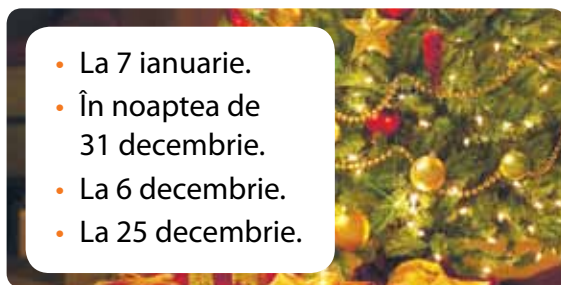 • La 7 ianuarie.
• În noaptea de
31 decembrie.
• La 6 decembrie.
• La 25 decembrie.